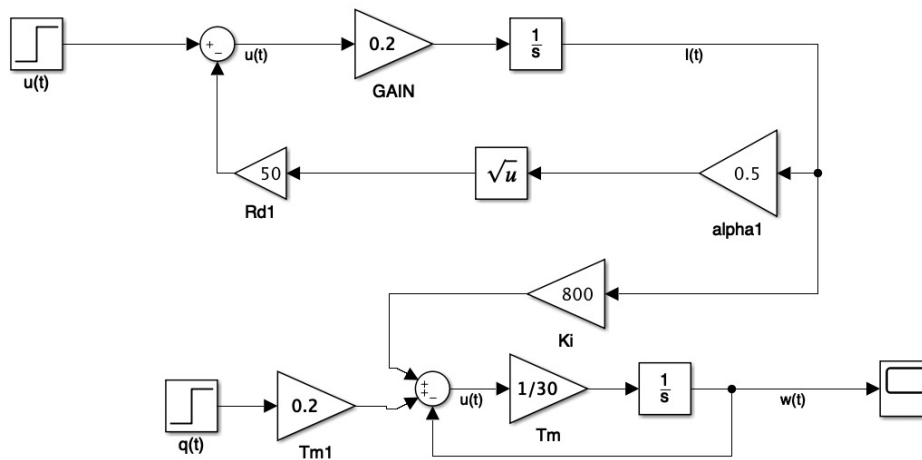 u(t)
+
−
u(t)
0.2
GAIN
1
s
I(t)
50
Rd1
√u
0.5
alpha1
800
Ki
q(t)
0.2
Tm1
+
+
−
u(t)
1/30
Tm
1
s
w(t)